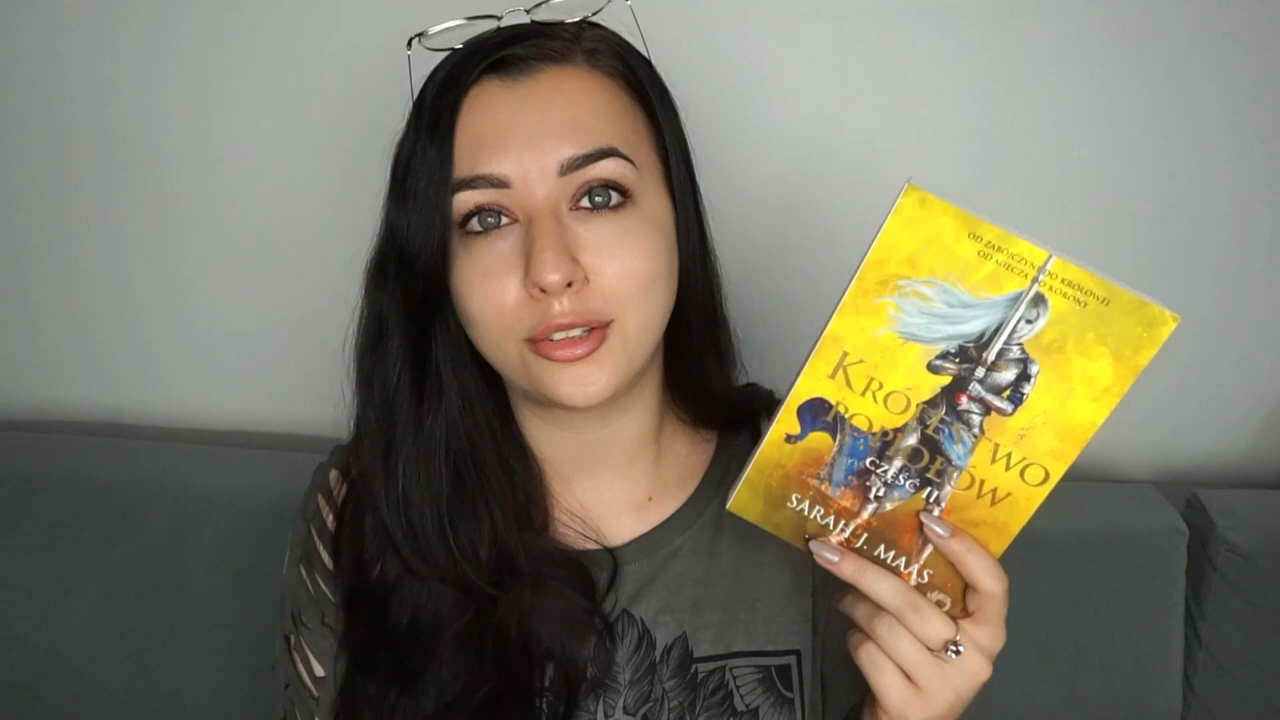 OD ZABÓJCZYNI DO KRÓLOWEJ
OD MIECZA DO KORONY
KRÓLESTWO
POPIOŁÓW
CZĘŚĆ II
SARAH J. MAAS